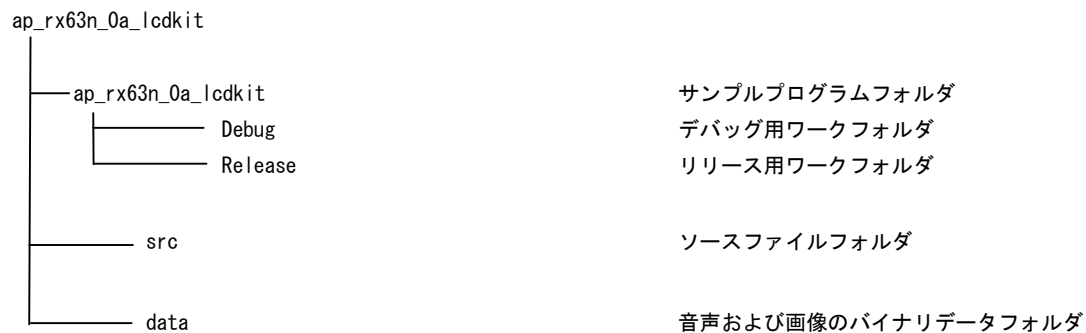 ap_rx63n_0a_lcdkit
ap_rx63n_0a_lcdkit サンプルプログラムフォルダ
Debug デバッグ用ワークフォルダ
Release リリース用ワークフォルダ
src ソースファイルフォルダ
data 音声および画像のバイナリデータフォルダ